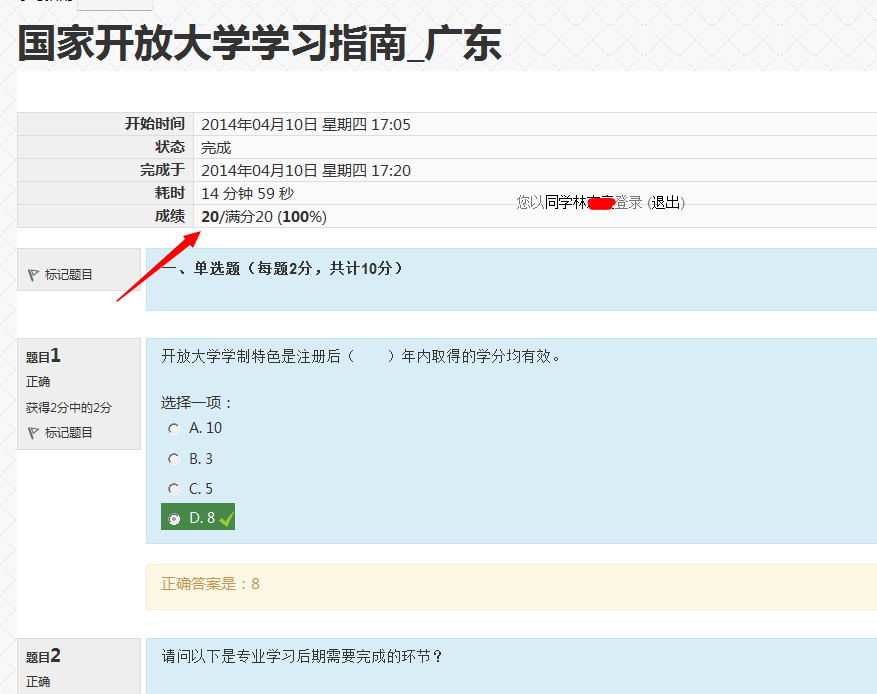 国家开放大学学习指南_广东
开始时间 2014年04月10日 星期四 17:05
状态 完成
完成于 2014年04月10日 星期四 17:20
耗时 14 分钟 59 秒
您以同学林登录 (退出)
成绩 20/满分20 (100%)
标记题目
一、单选题（每题2分，共计10分）
题目1
正确
获得2分中的2分
标记题目
开放大学学制特色是注册后（　　）年内取得的学分均有效。
选择一项：
A. 10
B. 3
C. 5
D. 8
正确答案是：8
题目2
正确
请问以下是专业学习后期需要完成的环节？